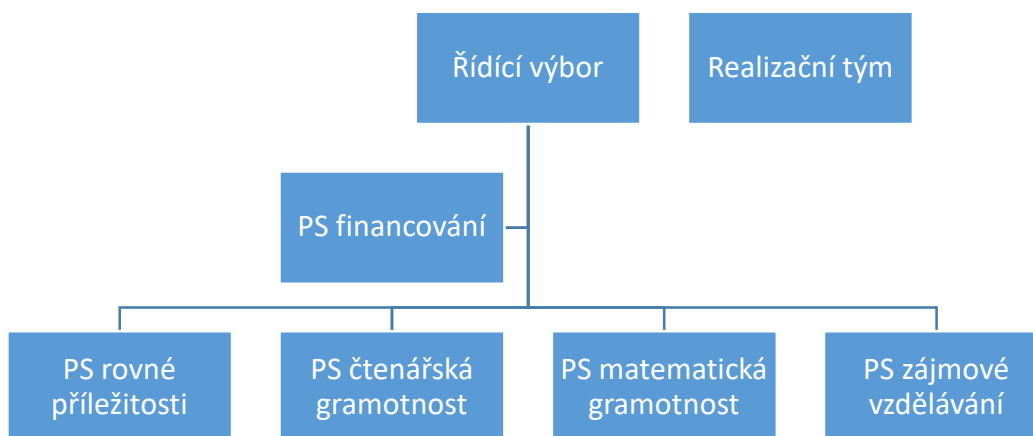 Řídící výbor
Realizační tým
PS financování
PS rovné
příležitosti
PS čtenářská
gramotnost
PS matematická
gramotnost
PS zájmové
vzdělávání